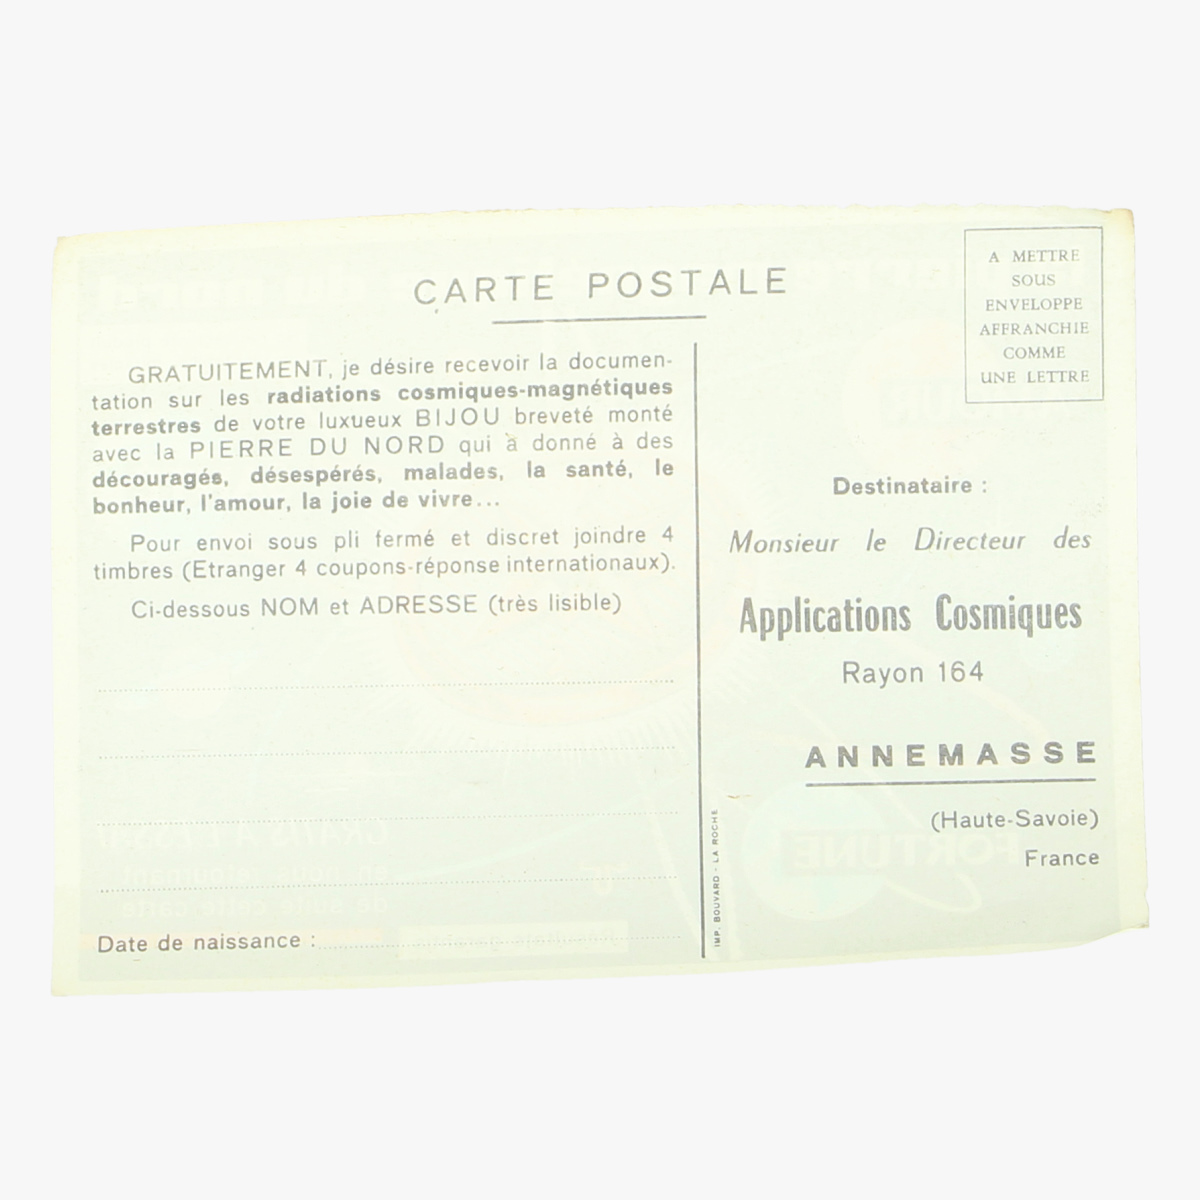 CARTE POSTALE
A METTRE
SOUS
ENVELOPPE
AFFRANCHIE
COMME
UNE LETTRE
GRATUITEMENT, je désire recevoir la documen-
tation sur les radiations cosmiques-magnétiques
terrestres de votre luxueux BIJOU breveté monté
avec la PIERRE DU NORD qui a donné à des
découragés, désespérés, malades, la santé, le
bonheur, l'amour, la joie de vivre...
Pour envoi sous pli fermé et discret joindre 4
timbres (Etranger 4 coupons-réponse internationaux).
Ci-dessous NOM et ADRESSE (très lisible)
Date de naissance :
IMP. BOUVARD - LA ROCHE
Destinataire :
Monsieur le Directeur des
Applications Cosmiques
Rayon 164
ANNEMASSE
(Haute-Savoie)
France
FORTUNE